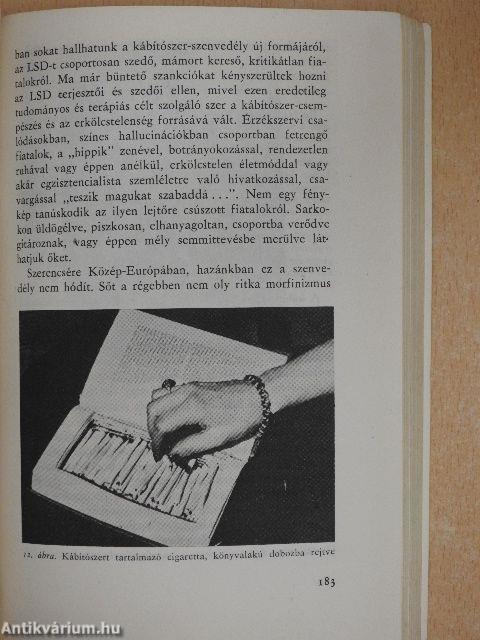 ban sokat hallhatunk a kábítószer-szenvedély új formájáról,
az LSD-t csoportosan szedő, mámort kereső, kritikátlan fia-
talokról. Ma már büntető szankciókat kényszerültek hozni
az LSD terjesztői és szedői ellen, mivel ezen eredetileg
tudományos és terápiás célt szolgáló szer a kábítószer-csem-
pészés és az erkölcstelenség forrásává vált. Érzékszervi csa-
lódásokban, színes hallucinációkban csoportban fetrengő
fiatalok, a „hippik" zenével, botrányokozással, rendezetlen
ruhával vagy éppen anélkül, erkölcstelen életmóddal vagy
akár egzisztencialista szemléletre való hivatkozással, csa-
vargással „teszik magukat szabaddá...". Nem egy fény-
kép tanúskodik az ilyen lejtőre csúszott fiatalokról. Sarko-
kon üldögélve, piszkosan, elhanyagoltan, csoportba verődve
gitároznak, vagy éppen mély semmittevésbe merülve lát-
hatjuk őket.
Szerencsére Közép-Európában, hazánkban ez a szenve-
dély nem hódít. Sőt a régebben nem oly ritka morfinizmus
12. ábra. Kábítószert tartalmazó cigaretta, könyvalakú dobozba rejtve
183
Antikvárium.hu